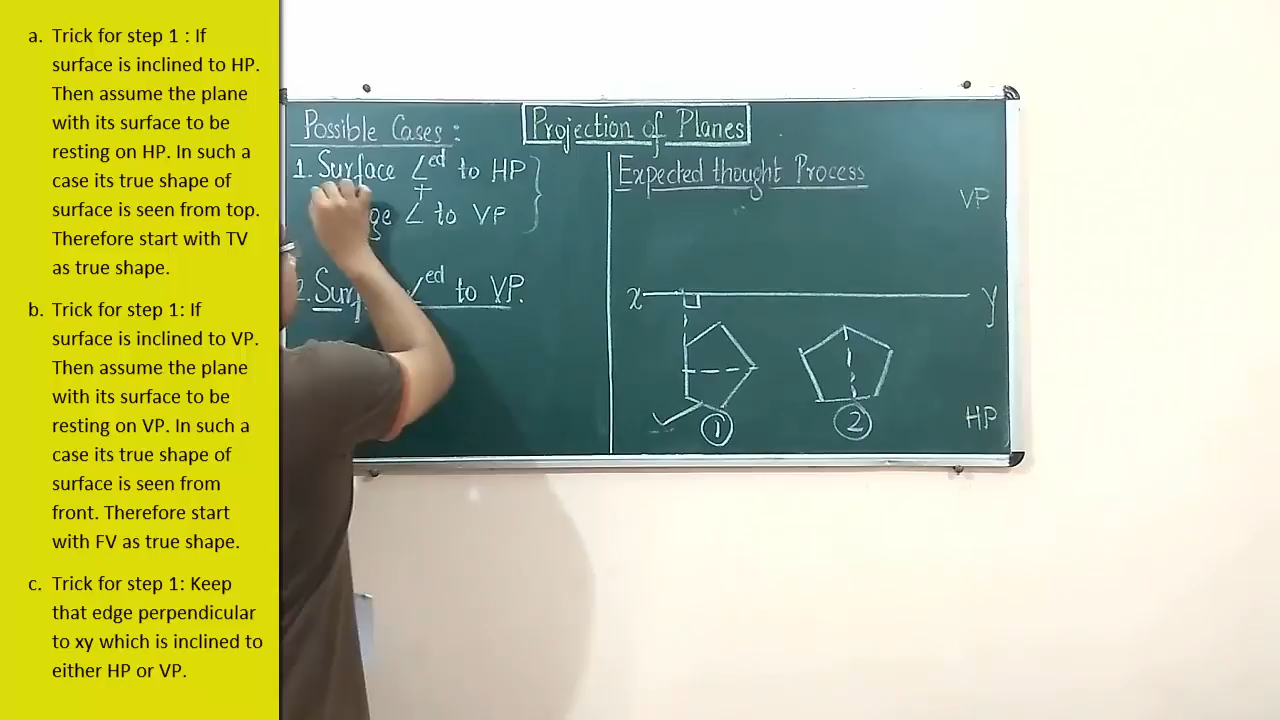 a. Trick for step 1 : If
surface is inclined to HP.
Then assume the plane
with its surface to be
resting on HP. In such a
case its true shape of
surface is seen from top.
Therefore start with TV
as true shape.
b. Trick for step 1: If
surface is inclined to VP.
Then assume the plane
with its surface to be
resting on VP. In such a
case its true shape of
surface is seen from
front. Therefore start
with FV as true shape.
c. Trick for step 1: Keep
that edge perpendicular
to xy which is inclined to
either HP or VP.
Projection of Planes
Possible Cases :
1. Surface ∠ed to HP
+
ge ∠ to VP
2. Sur ∠ed to VP.
Expected thought Process
VP
x y
HP
1 2